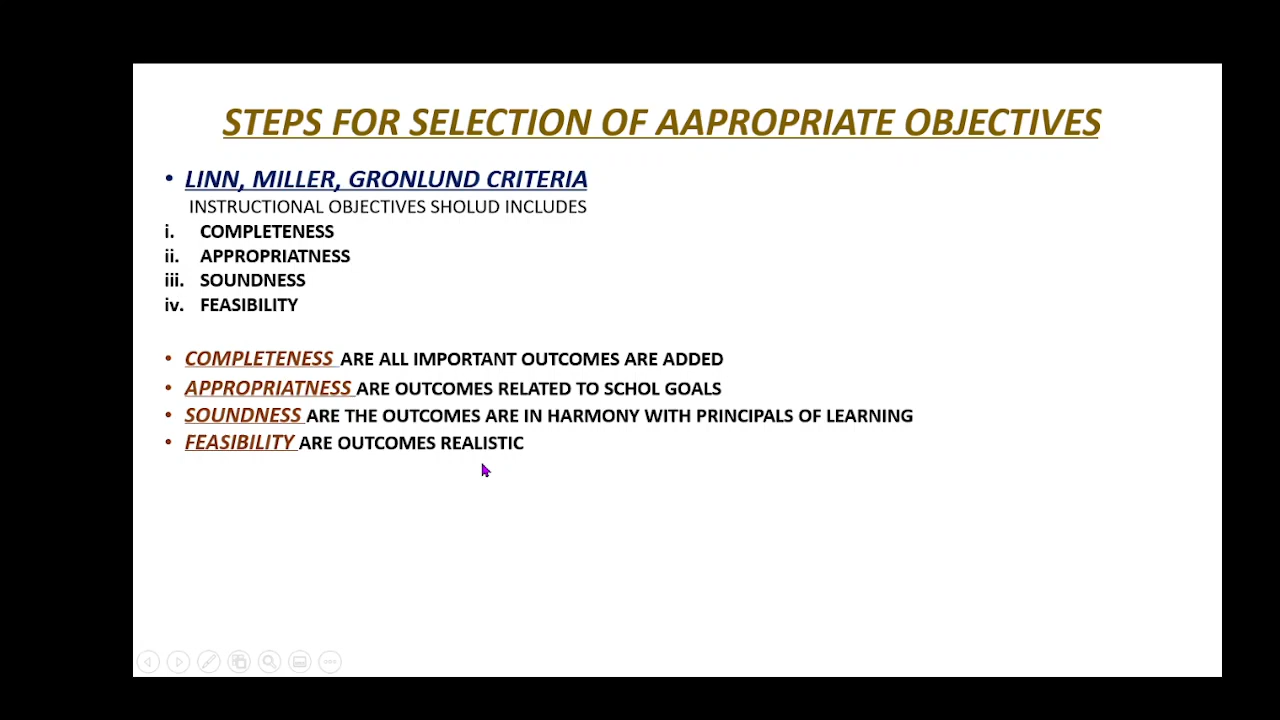 STEPS FOR SELECTION OF AAPROPRIATE OBJECTIVES
• LINN, MILLER, GRONLUND CRITERIA
INSTRUCTIONAL OBJECTIVES SHOLUD INCLUDES
i. COMPLETENESS
ii. APPROPRIATNESS
iii. SOUNDNESS
iv. FEASIBILITY
• COMPLETENESS ARE ALL IMPORTANT OUTCOMES ARE ADDED
• APPROPRIATNESS ARE OUTCOMES RELATED TO SCHOL GOALS
• SOUNDNESS ARE THE OUTCOMES ARE IN HARMONY WITH PRINCIPALS OF LEARNING
• FEASIBILITY ARE OUTCOMES REALISTIC